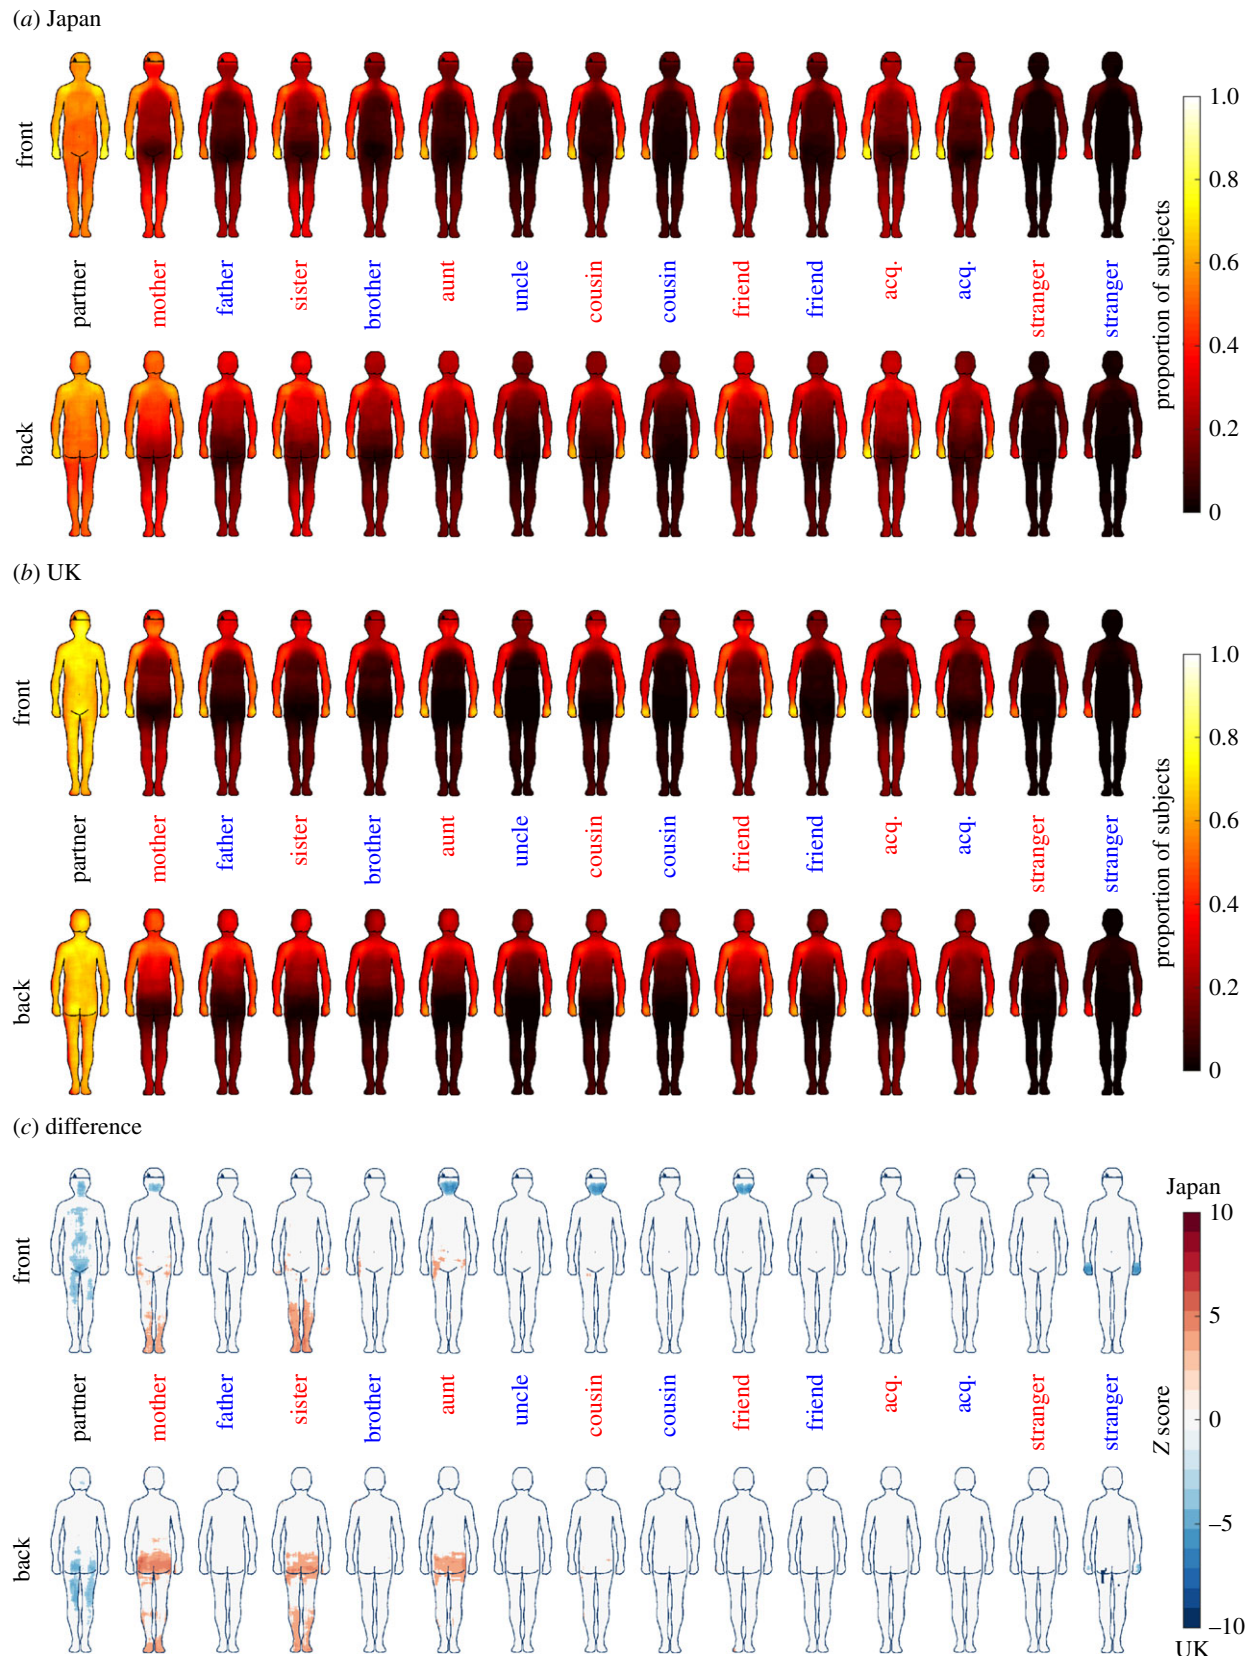 (a) Japan
front
partner
mother
father
sister
brother
aunt
uncle
cousin
cousin
friend
friend
acq.
acq.
stranger
stranger
back
1.0
0.8
0.6
0.4
0.2
0
proportion of subjects
(b) UK
front
partner
mother
father
sister
brother
aunt
uncle
cousin
cousin
friend
friend
acq.
acq.
stranger
stranger
back
1.0
0.8
0.6
0.4
0.2
0
proportion of subjects
(c) difference
front
partner
mother
father
sister
brother
aunt
uncle
cousin
cousin
friend
friend
acq.
acq.
stranger
stranger
back
Japan
10
5
0
–5
–10
Z score
UK